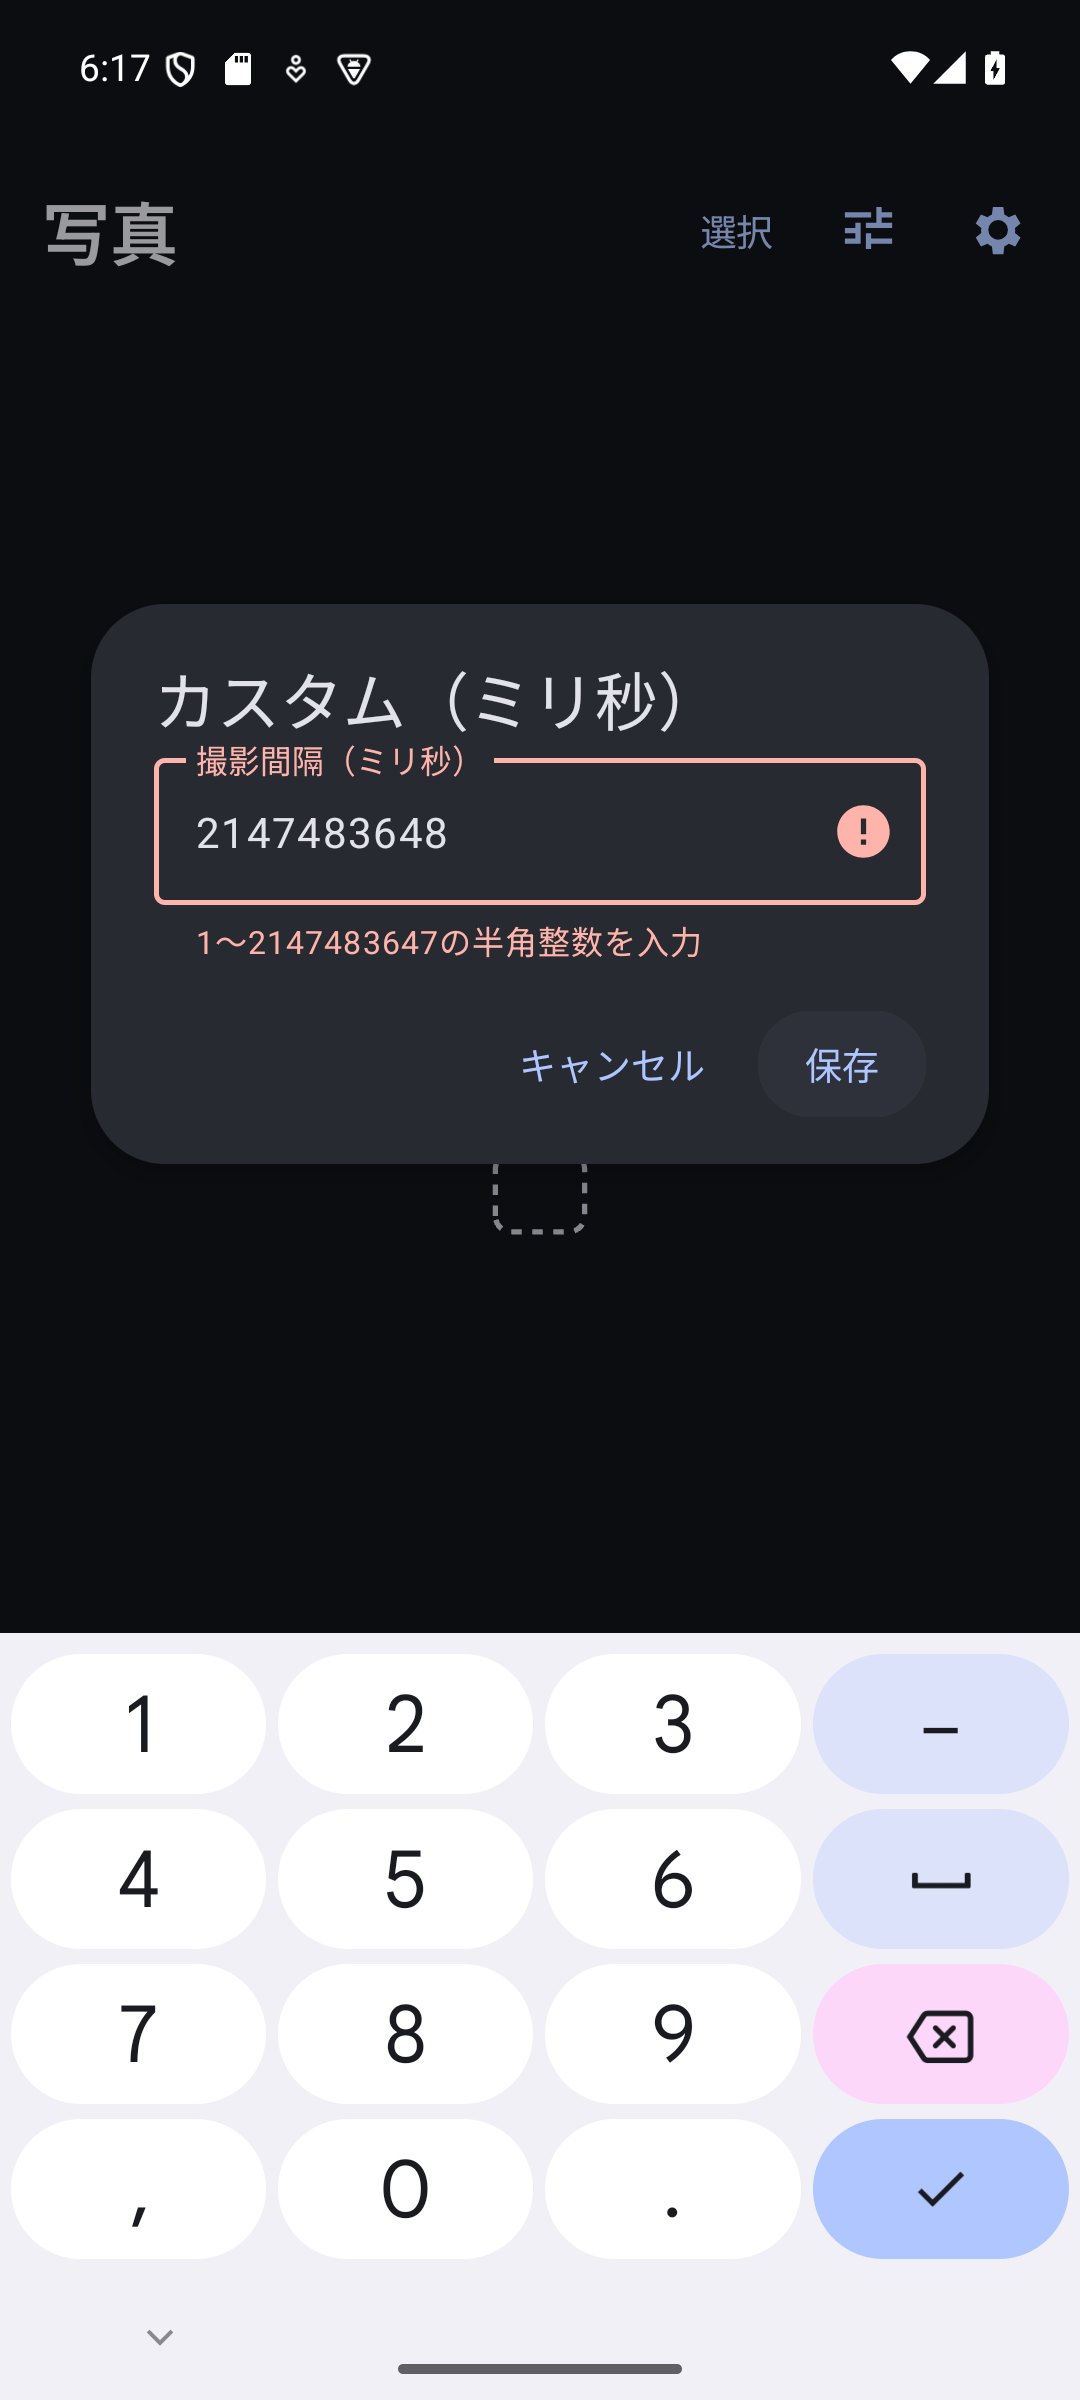 6:17
写真
選択
カスタム（ミリ秒）
撮影間隔（ミリ秒）
2147483648
1～2147483647の半角整数を入力
キャンセル
保存
1 2 3 −
4 5 6
7 8 9
, 0 .